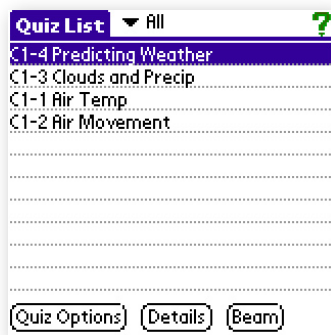 Quiz List ▼ All ?
C1-4 Predicting Weather
C1-3 Clouds and Precip
C1-1 Air Temp
C1-2 Air Movement
Quiz Options Details Beam